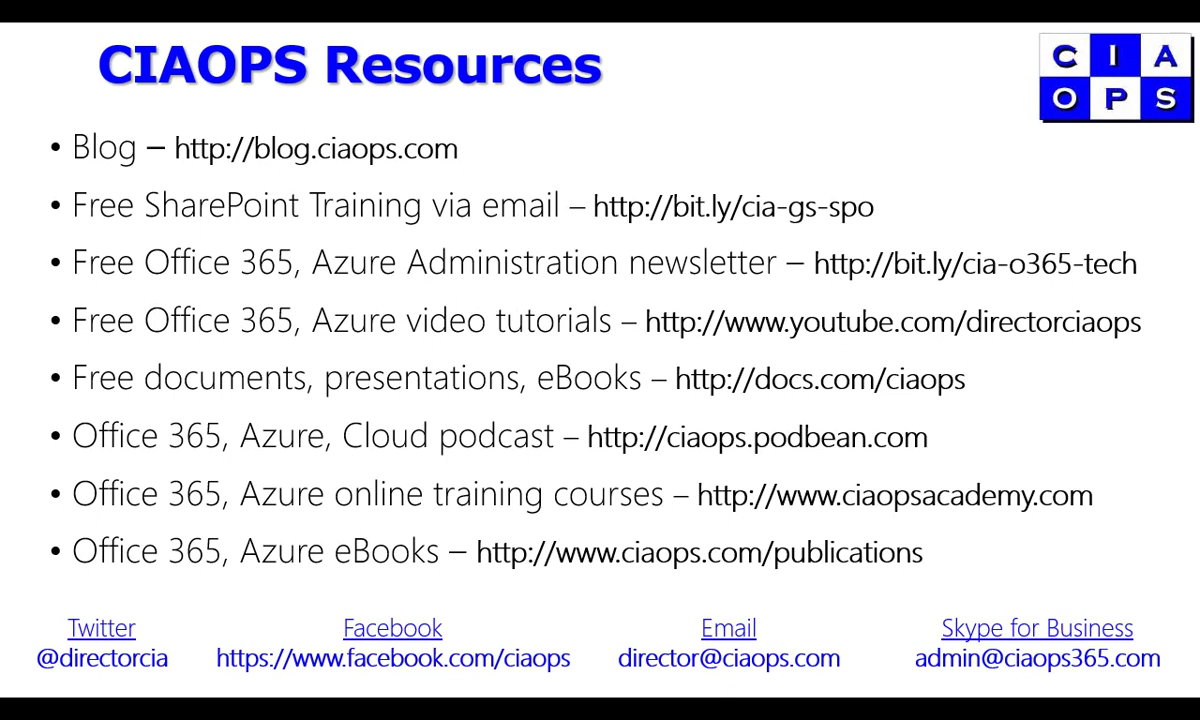 CIAOPS Resources
C I A
O P S
• Blog – http://blog.ciaops.com
• Free SharePoint Training via email – http://bit.ly/cia-gs-spo
• Free Office 365, Azure Administration newsletter – http://bit.ly/cia-o365-tech
• Free Office 365, Azure video tutorials – http://www.youtube.com/directorciaops
• Free documents, presentations, eBooks – http://docs.com/ciaops
• Office 365, Azure, Cloud podcast – http://ciaops.podbean.com
• Office 365, Azure online training courses – http://www.ciaopsacademy.com
• Office 365, Azure eBooks – http://www.ciaops.com/publications
Twitter Facebook Email Skype for Business
@directorcia https://www.facebook.com/ciaops director@ciaops.com admin@ciaops365.com